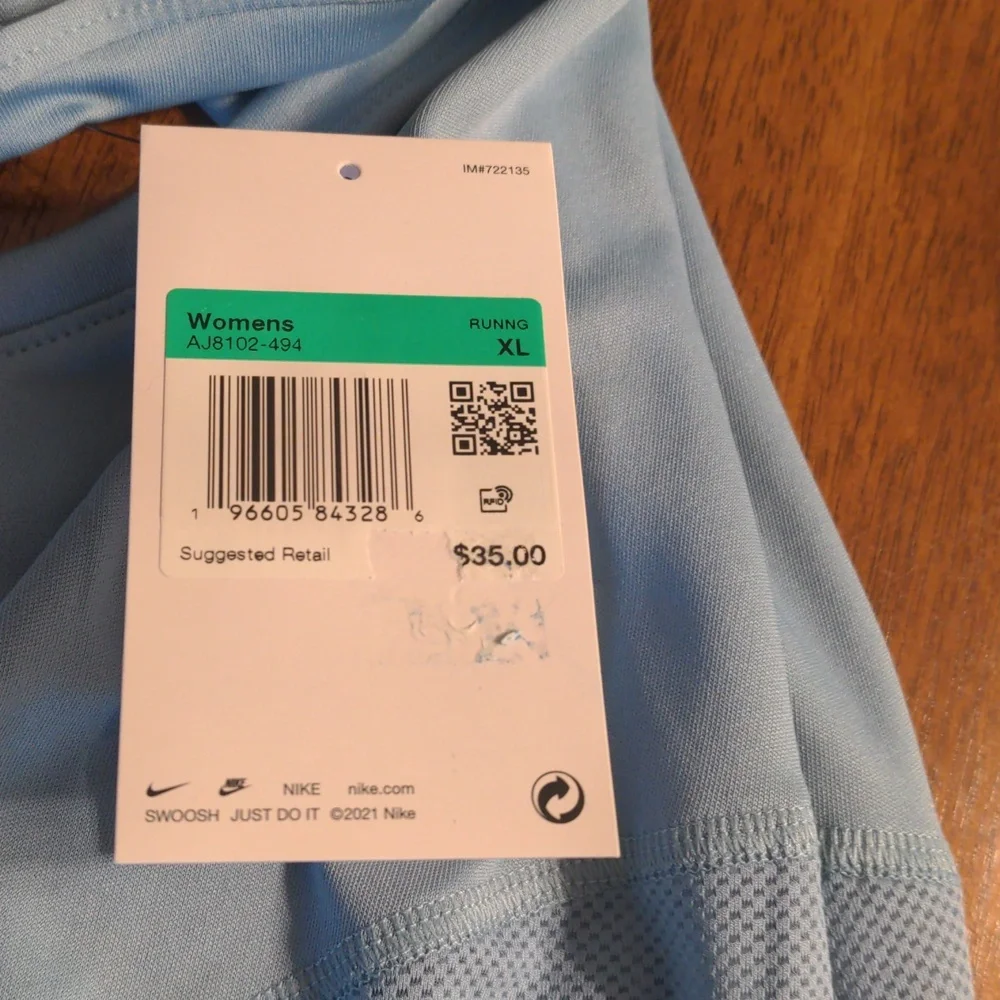 IM#722135
Womens RUNNG
AJ8102-494 XL
RFID
1 96605 84328 6
Suggested Retail $35.00
NIKE NIKE nike.com
SWOOSH JUST DO IT ©2021 Nike